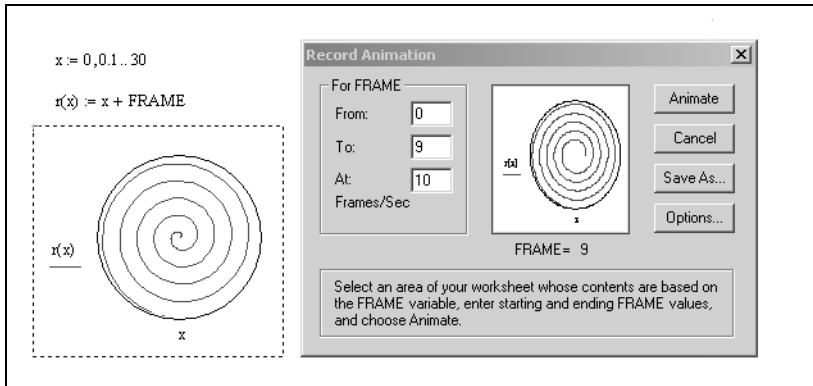 x := 0,0.1..30
r(x) := x + FRAME
r(x)
x
Record Animation
For FRAME
From: 0
To: 9
At: 10
Frames/Sec
r(x)
x
FRAME= 9
Animate
Cancel
Save As...
Options...
Select an area of your worksheet whose contents are based on
the FRAME variable, enter starting and ending FRAME values,
and choose Animate.